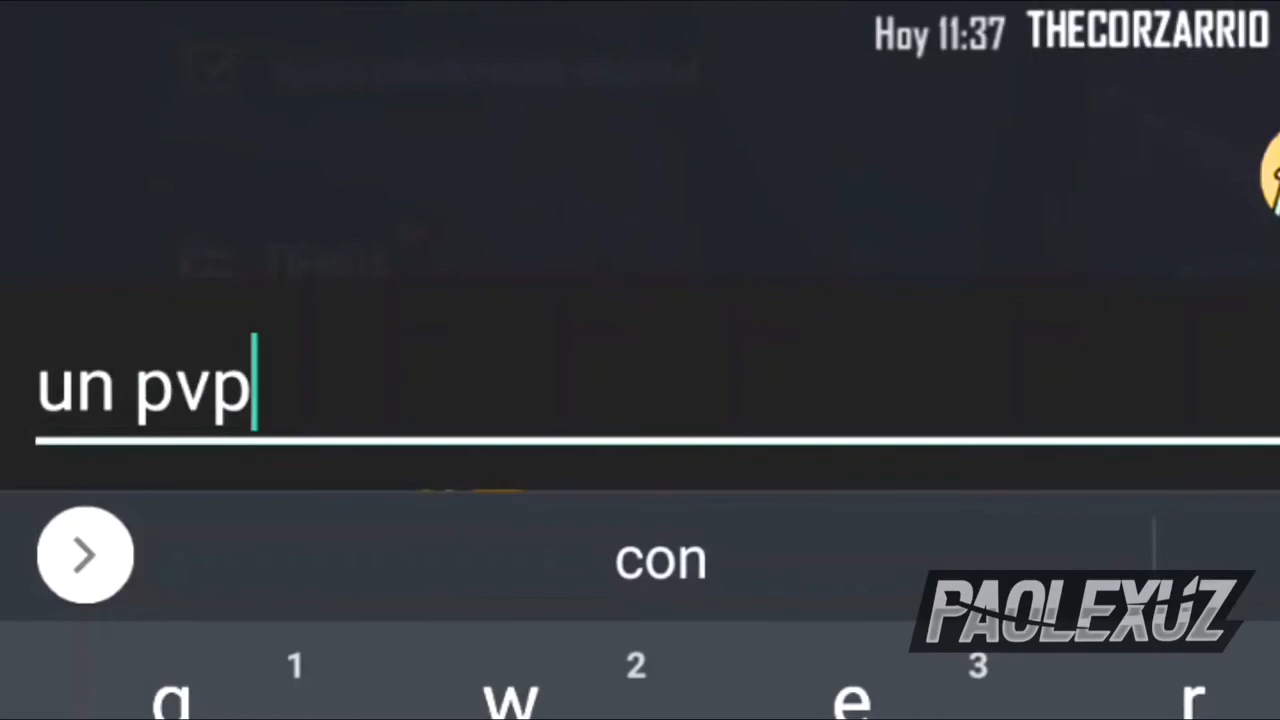 Hoy 11:37 THECORZARRIO
un pvp
con
PAOLEXUZ
1 2 3
q w e r